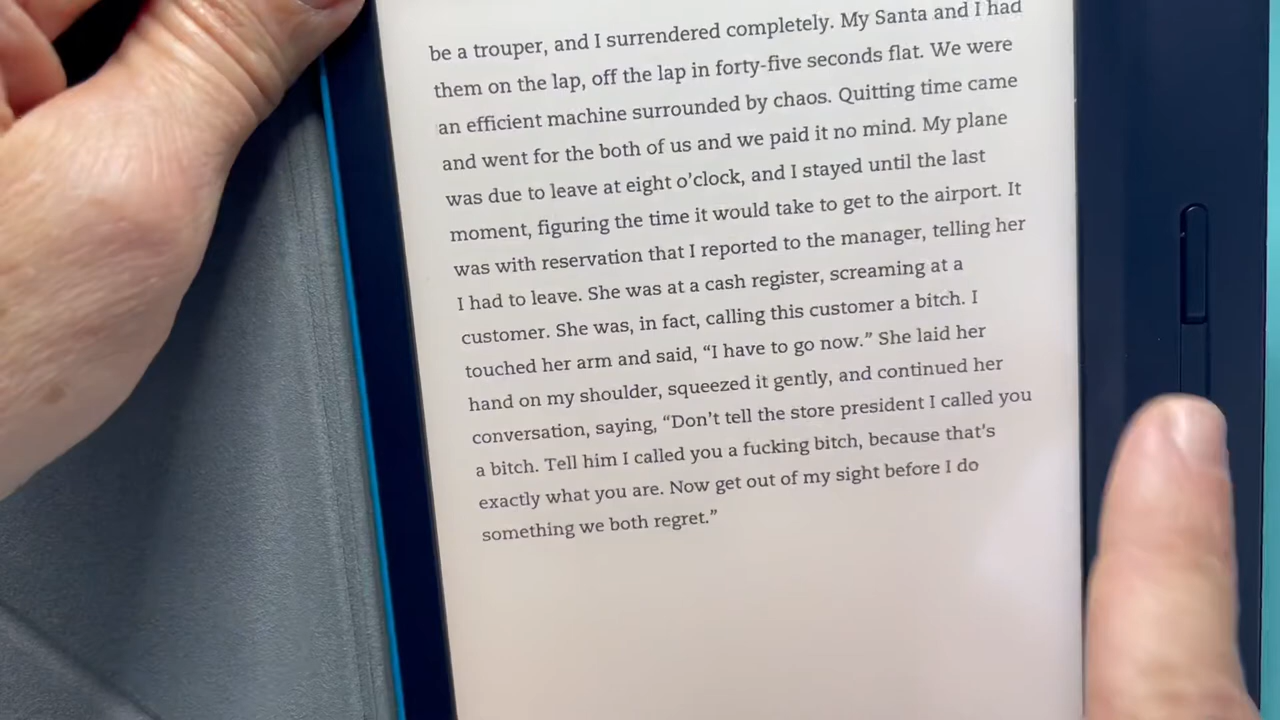 be a trouper, and I surrendered completely. My Santa and I had
them on the lap, off the lap in forty-five seconds flat. We were
an efficient machine surrounded by chaos. Quitting time came
and went for the both of us and we paid it no mind. My plane
was due to leave at eight o’clock, and I stayed until the last
moment, figuring the time it would take to get to the airport. It
was with reservation that I reported to the manager, telling her
I had to leave. She was at a cash register, screaming at a
customer. She was, in fact, calling this customer a bitch. I
touched her arm and said, “I have to go now.” She laid her
hand on my shoulder, squeezed it gently, and continued her
conversation, saying, “Don’t tell the store president I called you
a bitch. Tell him I called you a fucking bitch, because that’s
exactly what you are. Now get out of my sight before I do
something we both regret.”